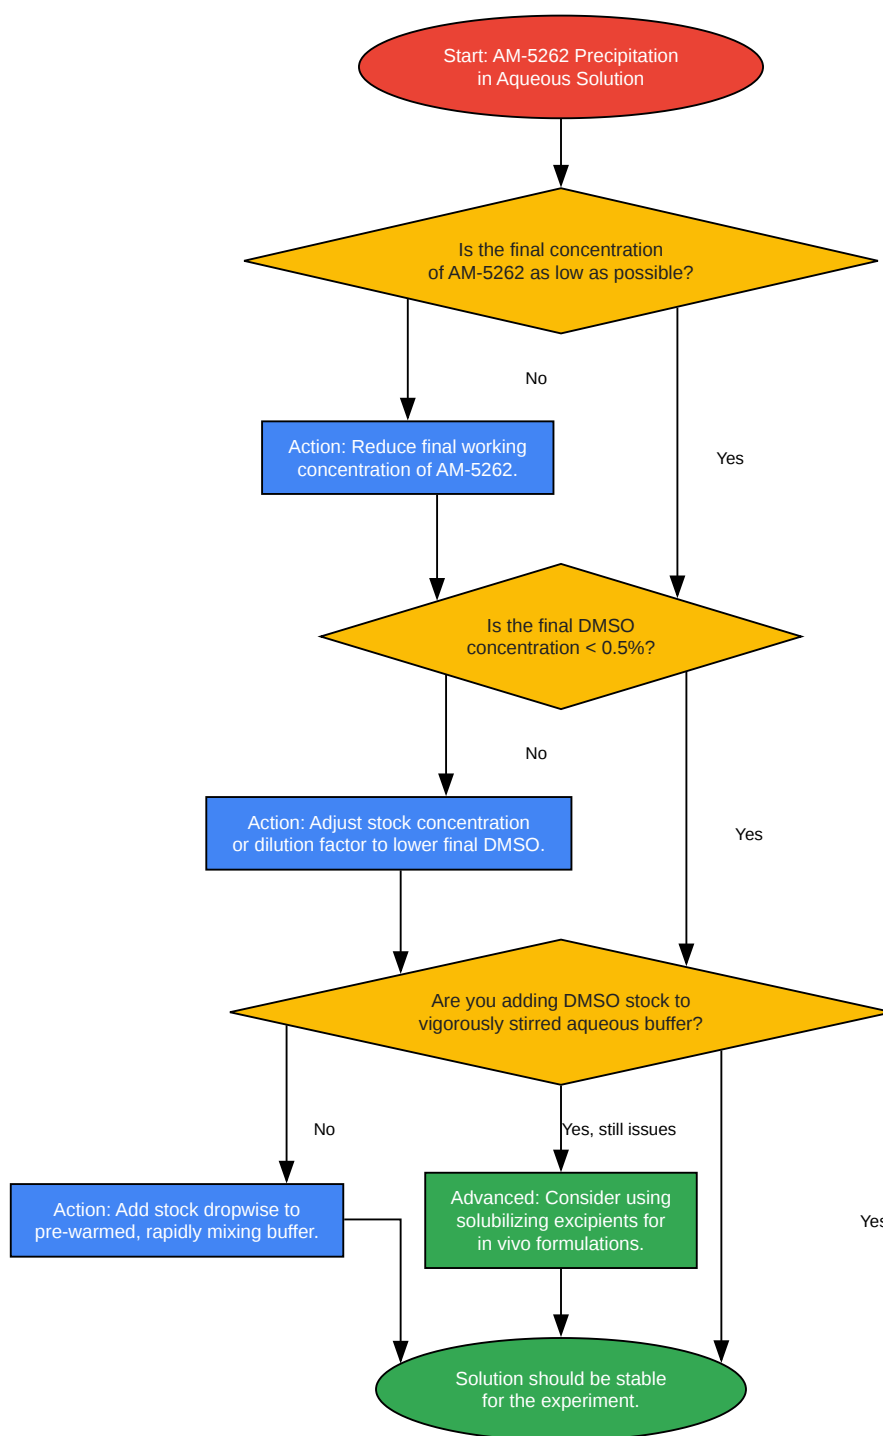 Start: AM-5262 Precipitation
in Aqueous Solution
Is the final concentration
of AM-5262 as low as possible?
No
Action: Reduce final working
concentration of AM-5262.
Yes
Is the final DMSO
concentration < 0.5%?
No
Action: Adjust stock concentration
or dilution factor to lower final DMSO.
Yes
Are you adding DMSO stock to
vigorously stirred aqueous buffer?
No
Yes, still issues
Action: Add stock dropwise to
pre-warmed, rapidly mixing buffer.
Advanced: Consider using
solubilizing excipients for
in vivo formulations.
Yes
Solution should be stable
for the experiment.